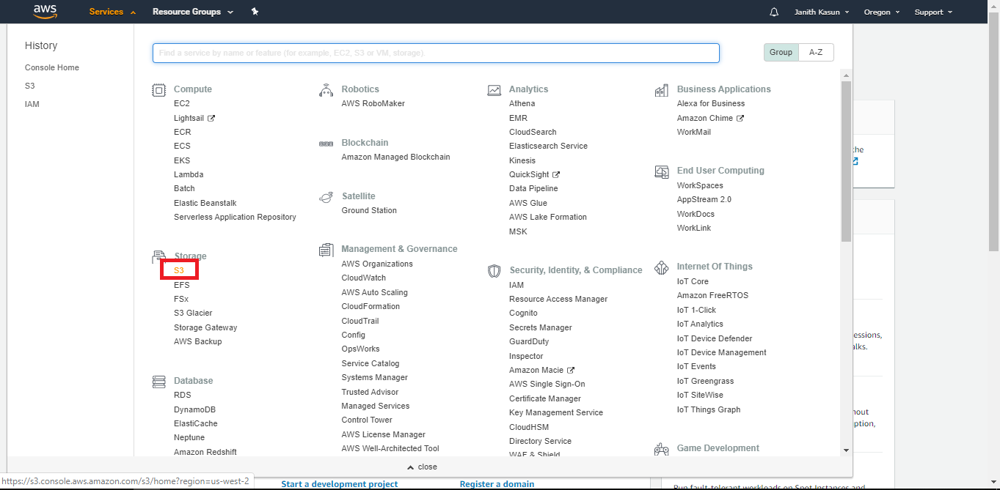 aws Services Resource Groups Janith Kasun Oregon Support
History
Console Home
S3
IAM
Find a service by name or feature (for example, EC2, S3 or VM, storage).
Group A-Z
Compute
EC2
Lightsail
ECR
ECS
EKS
Lambda
Batch
Elastic Beanstalk
Serverless Application Repository
Storage
S3
EFS
FSx
S3 Glacier
Storage Gateway
AWS Backup
Database
RDS
DynamoDB
ElastiCache
Neptune
Amazon Redshift
Robotics
AWS RoboMaker
Blockchain
Amazon Managed Blockchain
Satellite
Ground Station
Management & Governance
AWS Organizations
CloudWatch
AWS Auto Scaling
CloudFormation
CloudTrail
Config
OpsWorks
Service Catalog
Systems Manager
Trusted Advisor
Managed Services
Control Tower
AWS License Manager
AWS Well-Architected Tool
Analytics
Athena
EMR
CloudSearch
Elasticsearch Service
Kinesis
QuickSight
Data Pipeline
AWS Glue
AWS Lake Formation
MSK
Security, Identity, & Compliance
IAM
Resource Access Manager
Cognito
Secrets Manager
GuardDuty
Inspector
Amazon Macie
AWS Single Sign-On
Certificate Manager
Key Management Service
CloudHSM
Directory Service
WAF & Shield
Business Applications
Alexa for Business
Amazon Chime
WorkMail
End User Computing
WorkSpaces
AppStream 2.0
WorkDocs
WorkLink
Internet Of Things
IoT Core
Amazon FreeRTOS
IoT 1-Click
IoT Analytics
IoT Device Defender
IoT Device Management
IoT Events
IoT Greengrass
IoT SiteWise
IoT Things Graph
Game Development
the
essions,
alks.
hout
ption,
close
https://s3.console.aws.amazon.com/s3/home?region=us-west-2
Start a development project
Register a domain
Run fault-tolerant workloads on Spot Instances and